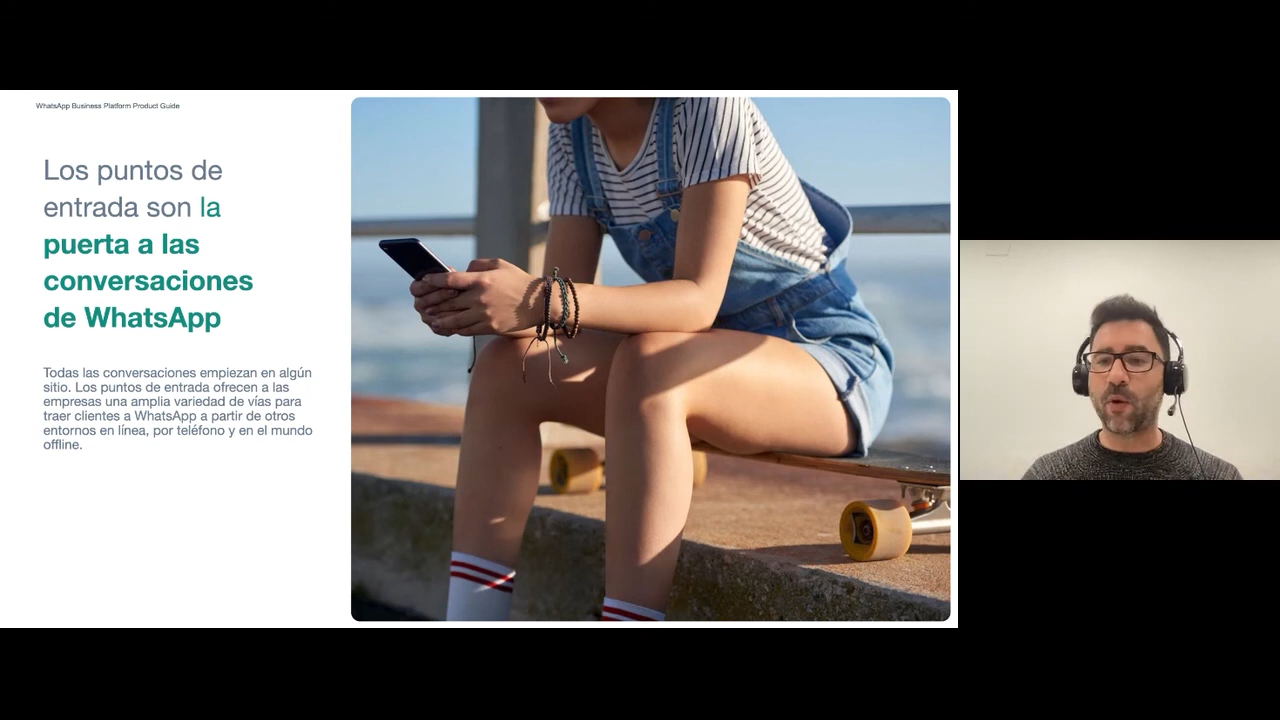 WhatsApp Business Platform Product Guide
Los puntos de
entrada son la
puerta a las
conversaciones
de WhatsApp
Todas las conversaciones empiezan en algún
sitio. Los puntos de entrada ofrecen a las
empresas una amplia variedad de vías para
traer clientes a WhatsApp a partir de otros
entornos en línea, por teléfono y en el mundo
offline.